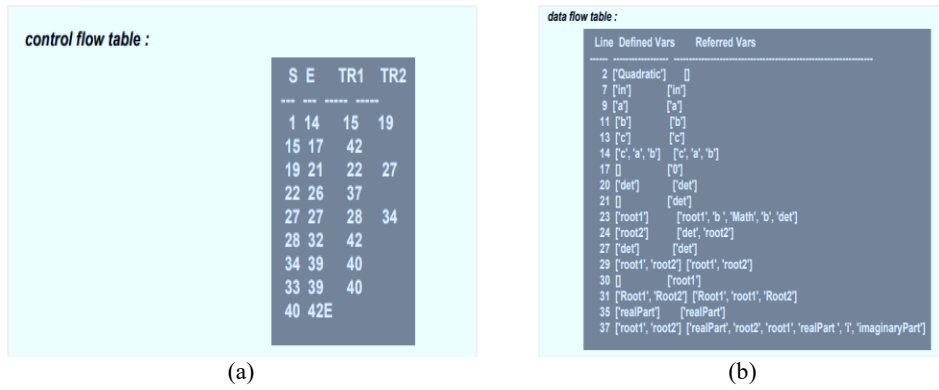 control flow table :
S E TR1 TR2
--- --- ----- -----
1 14 15 19
15 17 42
19 21 22 27
22 26 37
27 27 28 34
28 32 42
34 39 40
33 39 40
40 42E
(a)
data flow table :
Line Defined Vars Referred Vars
2 ['Quadratic'] []
7 ['in'] ['in']
9 ['a'] ['a']
11 ['b'] ['b']
13 ['c'] ['c']
14 ['c', 'a', 'b'] ['c', 'a', 'b']
17 [] ['0']
20 ['det'] ['det']
21 [] ['det']
23 ['root1'] ['root1', 'b ', 'Math', 'b', 'det']
24 ['root2'] ['det', 'root2']
27 ['det'] ['det']
29 ['root1', 'root2'] ['root1', 'root2']
30 [] ['root1']
31 ['Root1', 'Root2'] ['Root1', 'root1', 'Root2']
35 ['realPart'] ['realPart']
37 ['root1', 'root2'] ['realPart', 'root2', 'root1', 'realPart ', 'i', 'imaginaryPart']
(b)